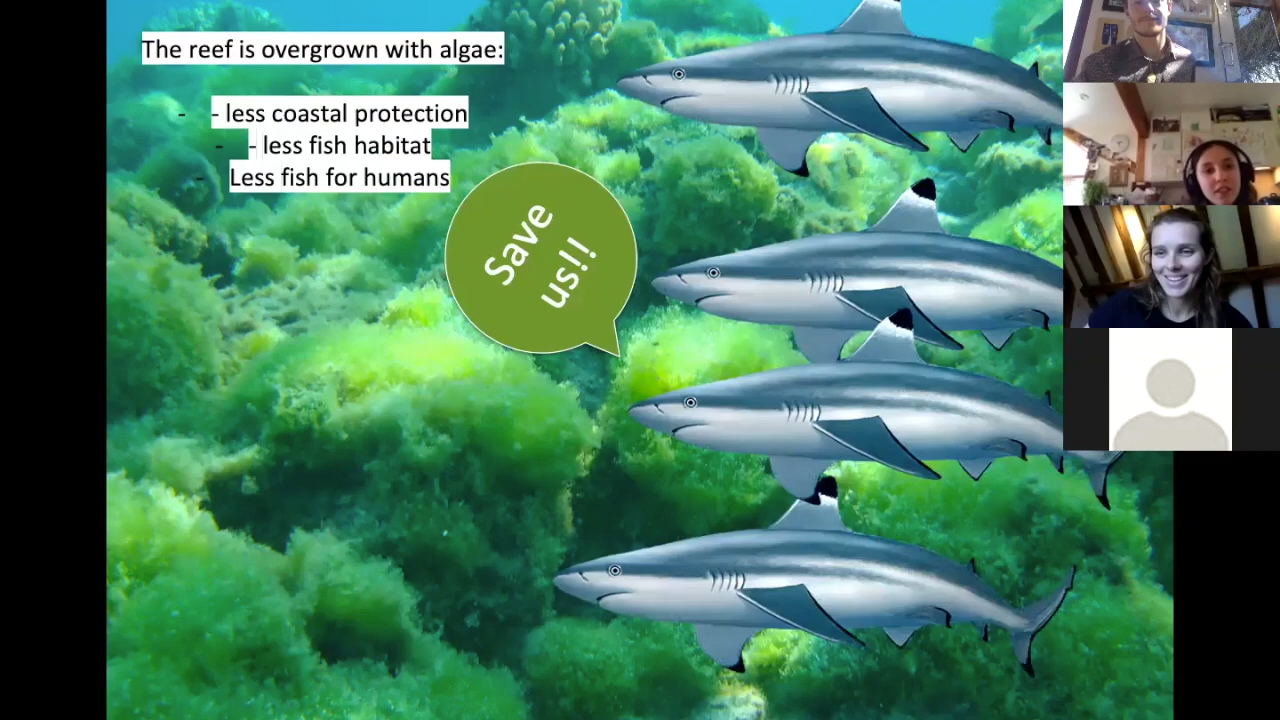 The reef is overgrown with algae:
- - less coastal protection
- - less fish habitat
- Less fish for humans
Save
us!!